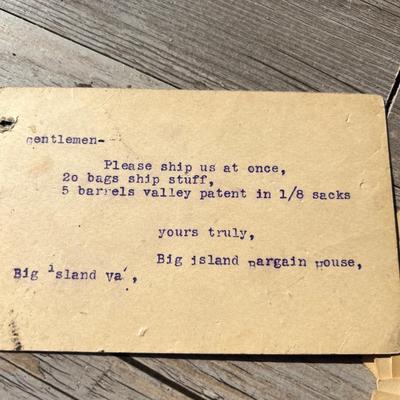 Gentlemen-
Please ship us at once,
20 bags ship stuff,
5 barrels valley patent in 1/8 sacks
yours truly,
Big island Bargain House,
Big Island Va,